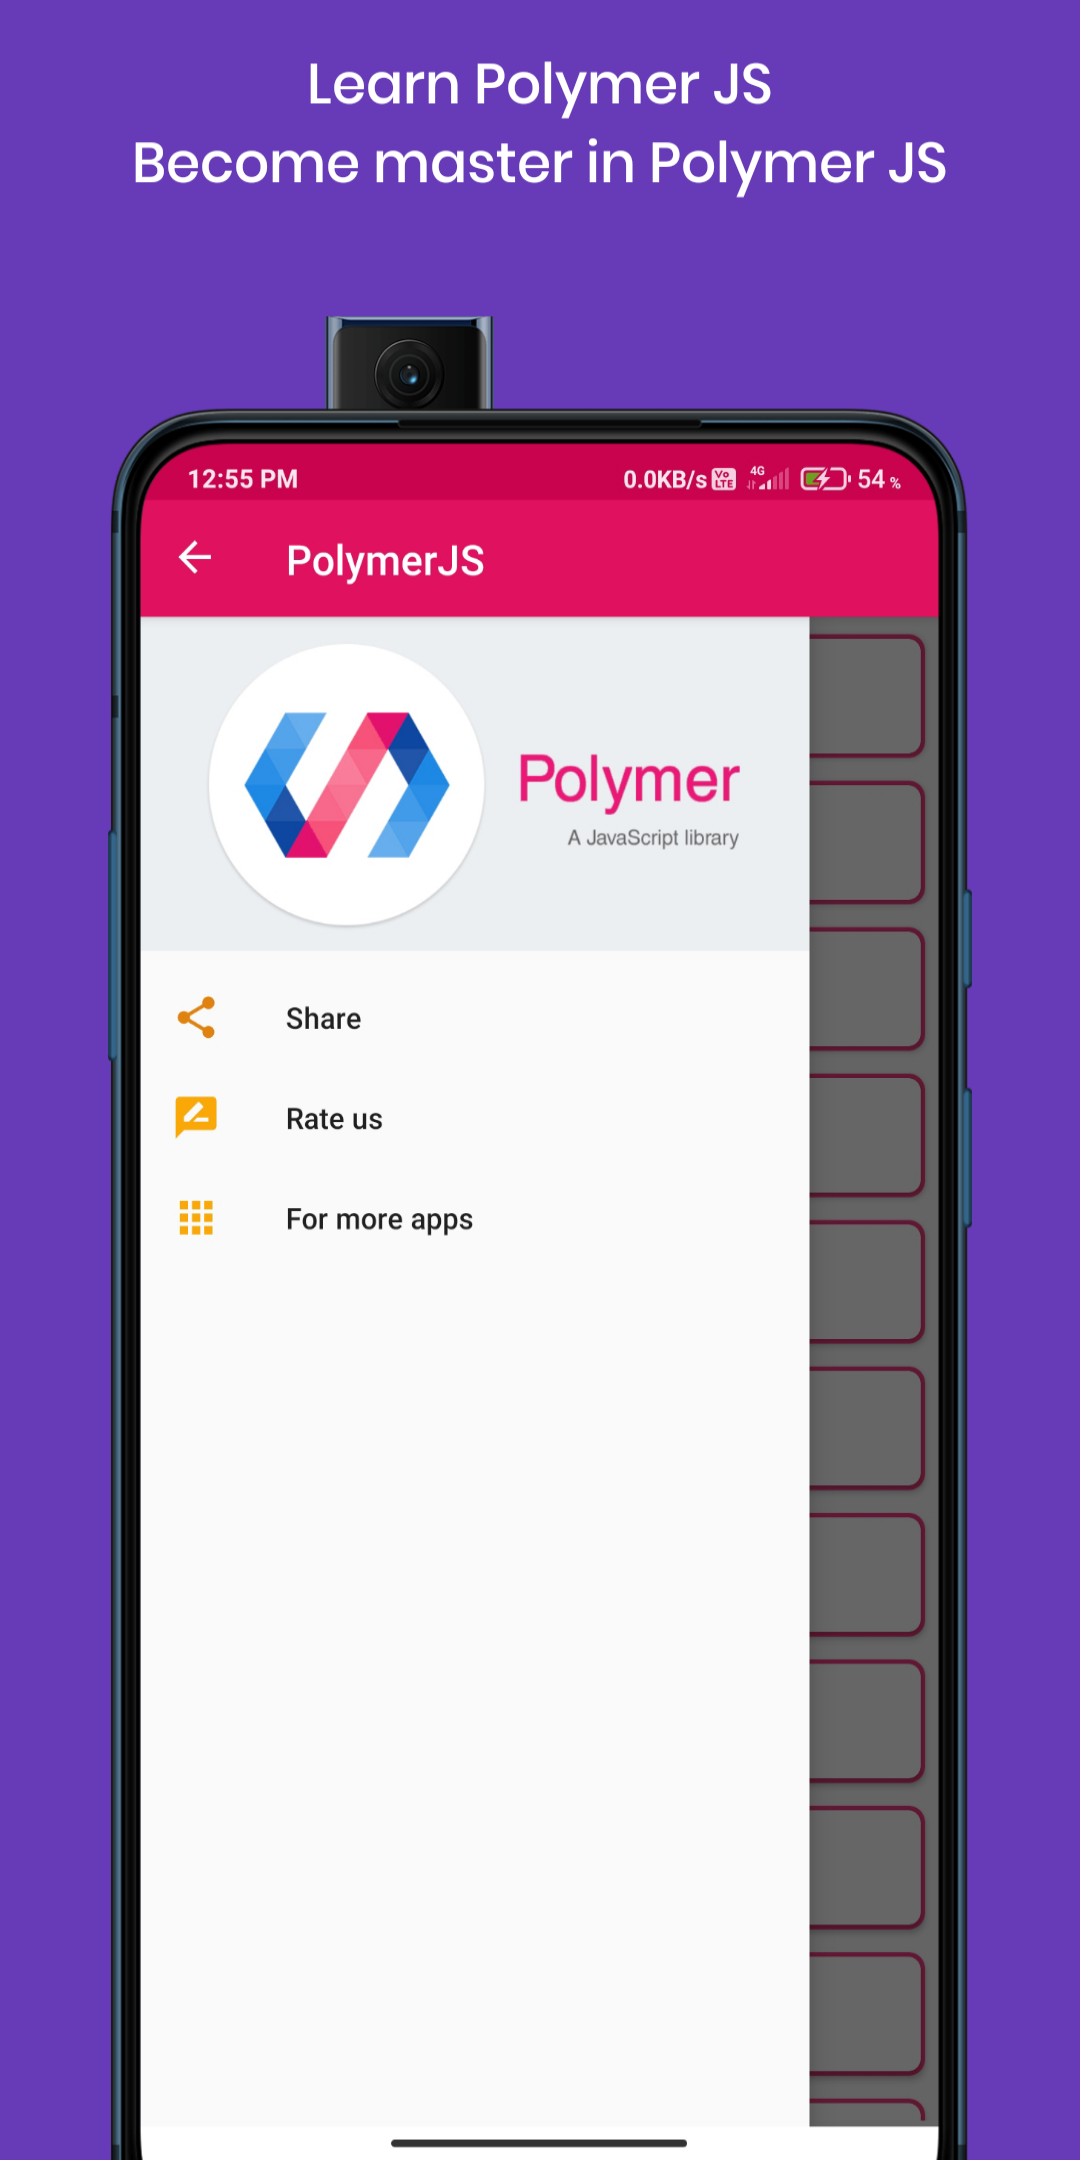 Learn Polymer JS
Become master in Polymer JS
12:55 PM 0.0KB/s Vo LTE 4G 54 %
PolymerJS
Polymer
A JavaScript library
Share
Rate us
For more apps